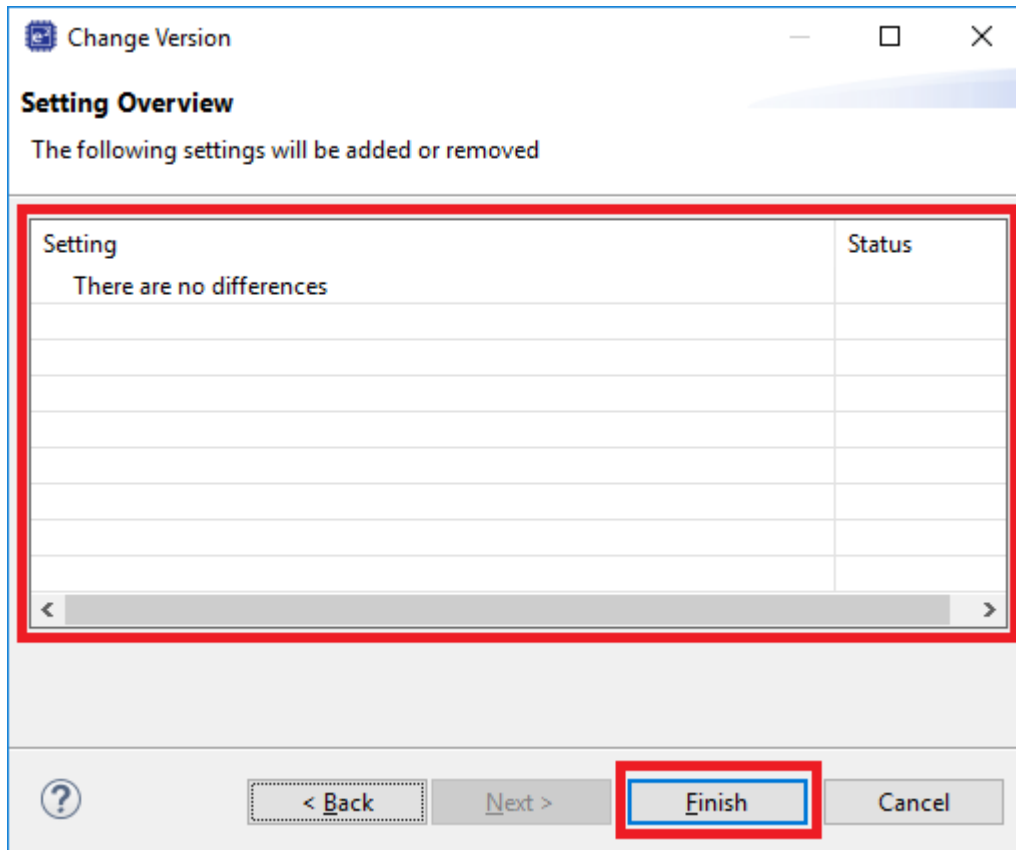 e² Change Version
Setting Overview
The following settings will be added or removed
Setting Status
There are no differences
?
< Back Next > Finish Cancel